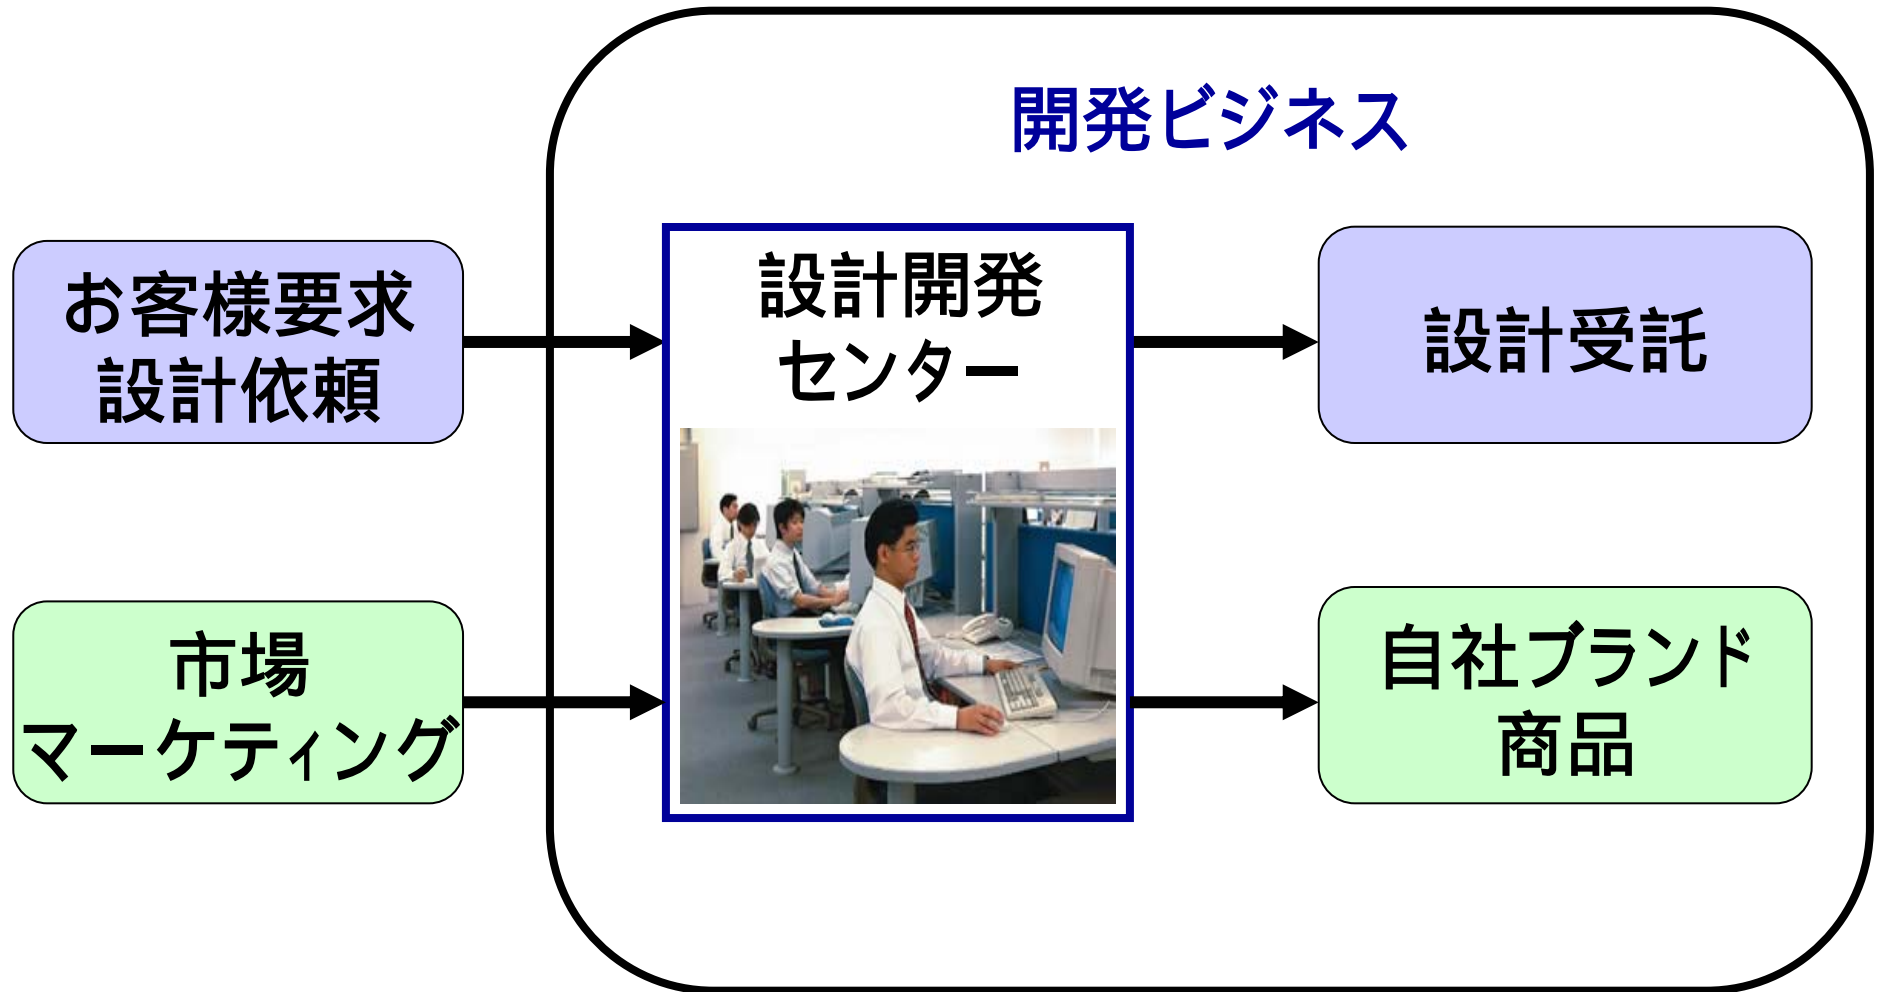 開発ビジネス
お客様要求
設計依頼
設計開発
センター
設計受託
市場
マーケティング
自社ブランド
商品